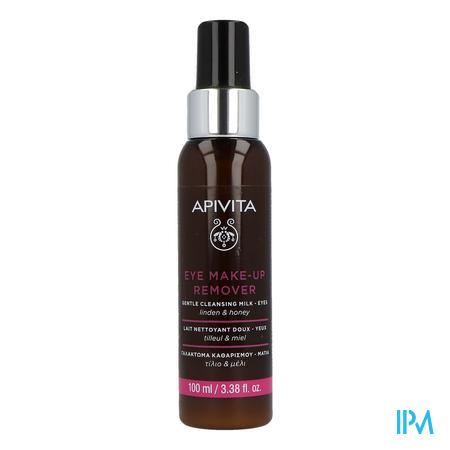 APIVITA
EYE MAKE-UP
REMOVER
GENTLE CLEANSING MILK - EYES
linden & honey
LAIT NETTOYANT DOUX - YEUX
tilleul & miel
ΓΑΛΑΚΤΩΜΑ ΚΑΘΑΡΙΣΜΟΥ - ΜΑΤΙΑ
τίλιο & μέλι
100 ml / 3.38 fl. oz.
IPM